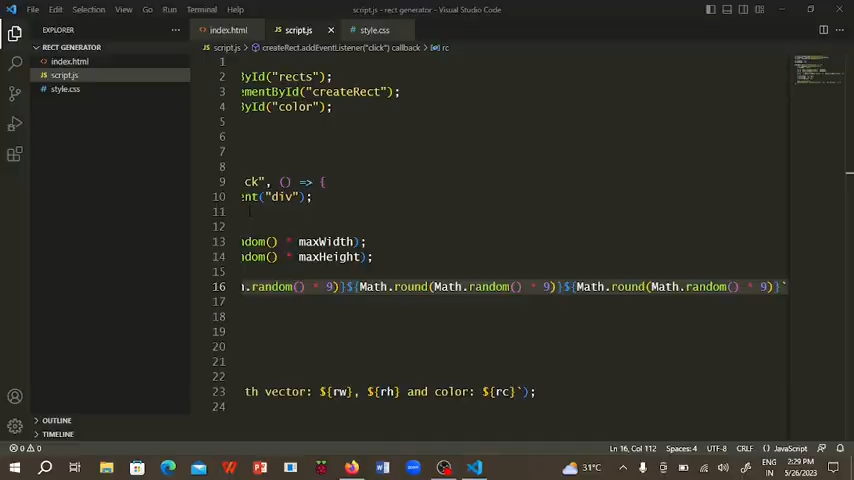 File Edit Selection View Go Run Terminal Help
script.js - rect generator - Visual Studio Code
EXPLORER
index.html
script.js
style.css
RECT GENERATOR
index.html
script.js
style.css
script.js > createRect.addEventListener("click") callback > rc
1
2 ById("rects");
3 ementById("createRect");
4 ById("color");
5
6
7
8
9 ck", () => {
10 ent("div");
11
12
13 ndom() * maxWidth);
14 ndom() * maxHeight);
15
16 h.random() * 9)}${Math.round(Math.random() * 9)}${Math.round(Math.random() * 9)}`
17
18
19
20
21
22
23 th vector: ${rw}, ${rh} and color: ${rc}`);
24
OUTLINE
TIMELINE
0 0
Ln 16, Col 112 Spaces: 4 UTF-8 CRLF {} JavaScript
31°C
ENG
IN
2:29 PM
5/26/2023